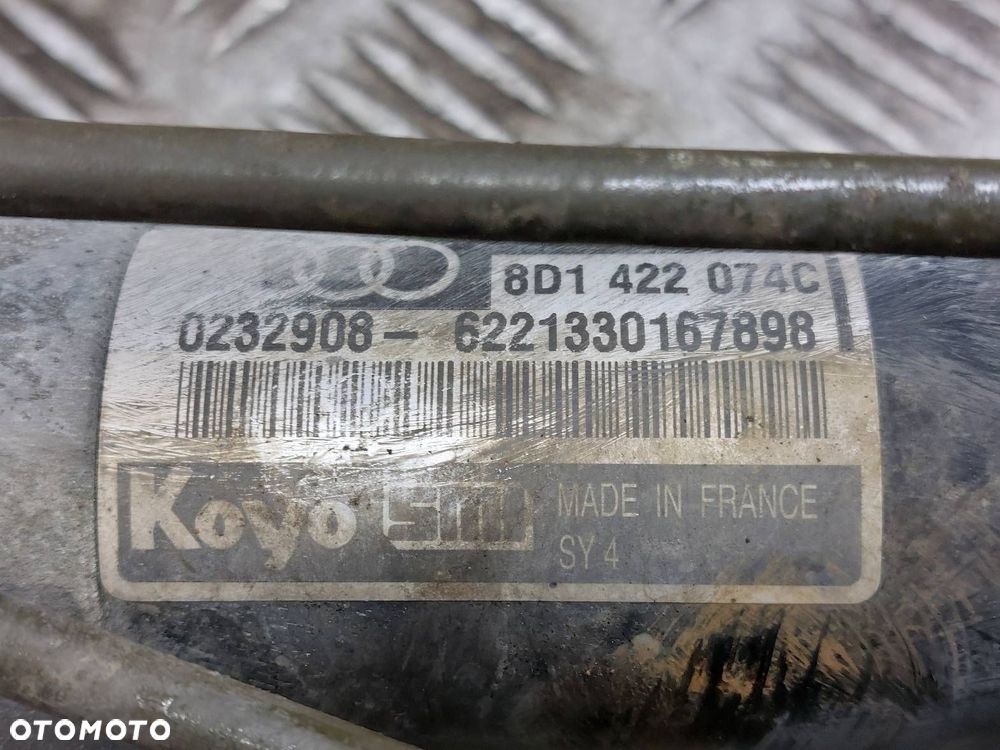 8D1 422 074C
0232908- 6221330167898
Koyo Smi MADE IN FRANCE
SY 4
OTOMOTO